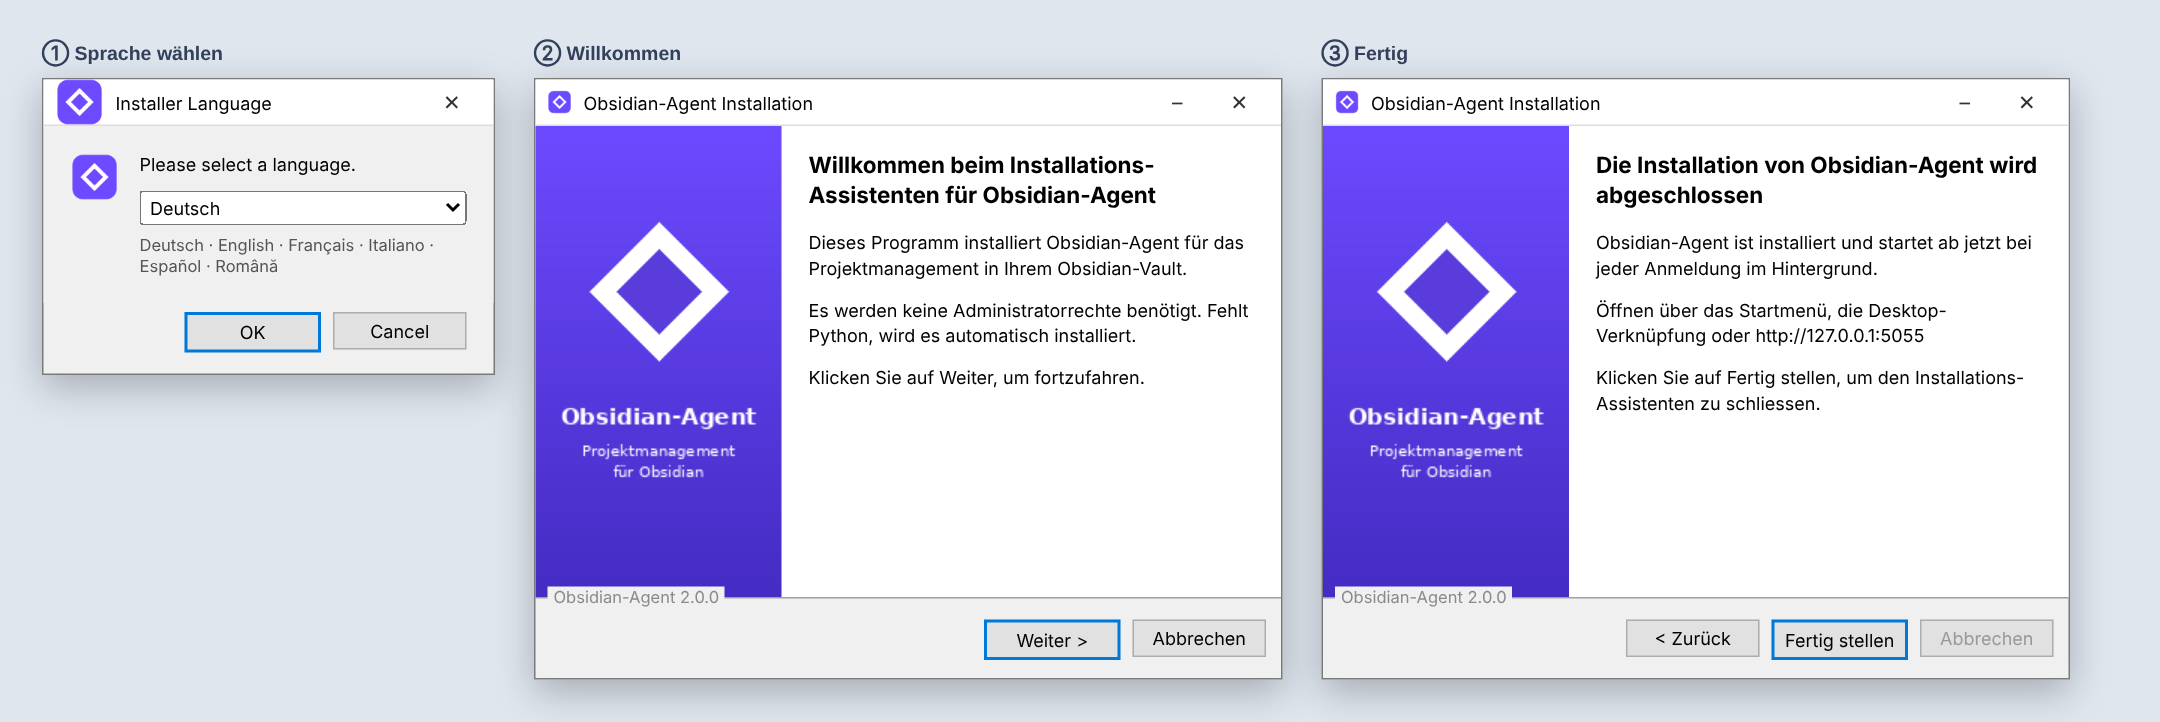 ① Sprache wählen
Installer Language
Please select a language.
Deutsch
Deutsch · English · Français · Italiano ·
Español · Română
OK
Cancel
② Willkommen
Obsidian-Agent Installation
Obsidian-Agent
Projektmanagement
für Obsidian
Willkommen beim Installations-
Assistenten für Obsidian-Agent
Dieses Programm installiert Obsidian-Agent für das
Projektmanagement in Ihrem Obsidian-Vault.
Es werden keine Administratorrechte benötigt. Fehlt
Python, wird es automatisch installiert.
Klicken Sie auf Weiter, um fortzufahren.
Obsidian-Agent 2.0.0
Weiter >
Abbrechen
③ Fertig
Obsidian-Agent Installation
Obsidian-Agent
Projektmanagement
für Obsidian
Die Installation von Obsidian-Agent wird
abgeschlossen
Obsidian-Agent ist installiert und startet ab jetzt bei
jeder Anmeldung im Hintergrund.
Öffnen über das Startmenü, die Desktop-
Verknüpfung oder http://127.0.0.1:5055
Klicken Sie auf Fertig stellen, um den Installations-
Assistenten zu schliessen.
Obsidian-Agent 2.0.0
< Zurück
Fertig stellen
Abbrechen